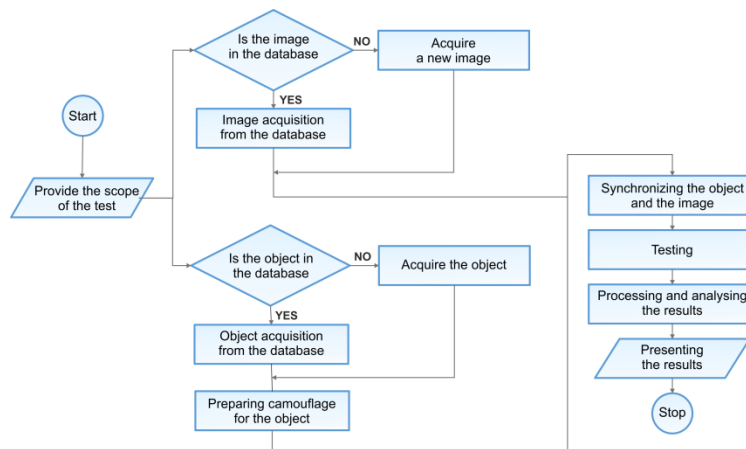 Start
Provide the scope
of the test
Is the image
in the database
NO
Acquire
a new image
YES
Image acquisition
from the database
Is the object in
the database
NO
Acquire the object
YES
Object acquisition
from the database
Preparing camouflage
for the object
Synchronizing the object
and the image
Testing
Processing and analysing
the results
Presenting
the results
Stop